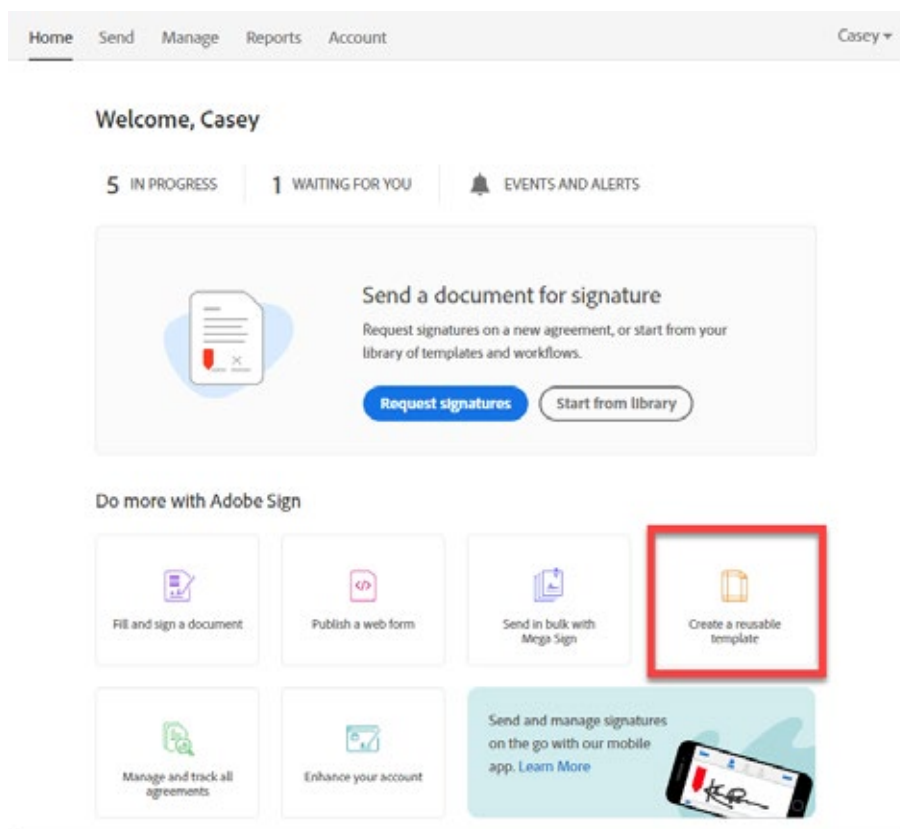 Home Send Manage Reports Account Casey
Welcome, Casey
5 IN PROGRESS 1 WAITING FOR YOU EVENTS AND ALERTS
Send a document for signature
Request signatures on a new agreement, or start from your
library of templates and workflows.
Request signatures Start from library
Do more with Adobe Sign
Fill and sign a document
Publish a web form
Send in bulk with
Mega Sign
Create a reusable
template
Manage and track all
agreements
Enhance your account
Send and manage signatures
on the go with our mobile
app. Learn More